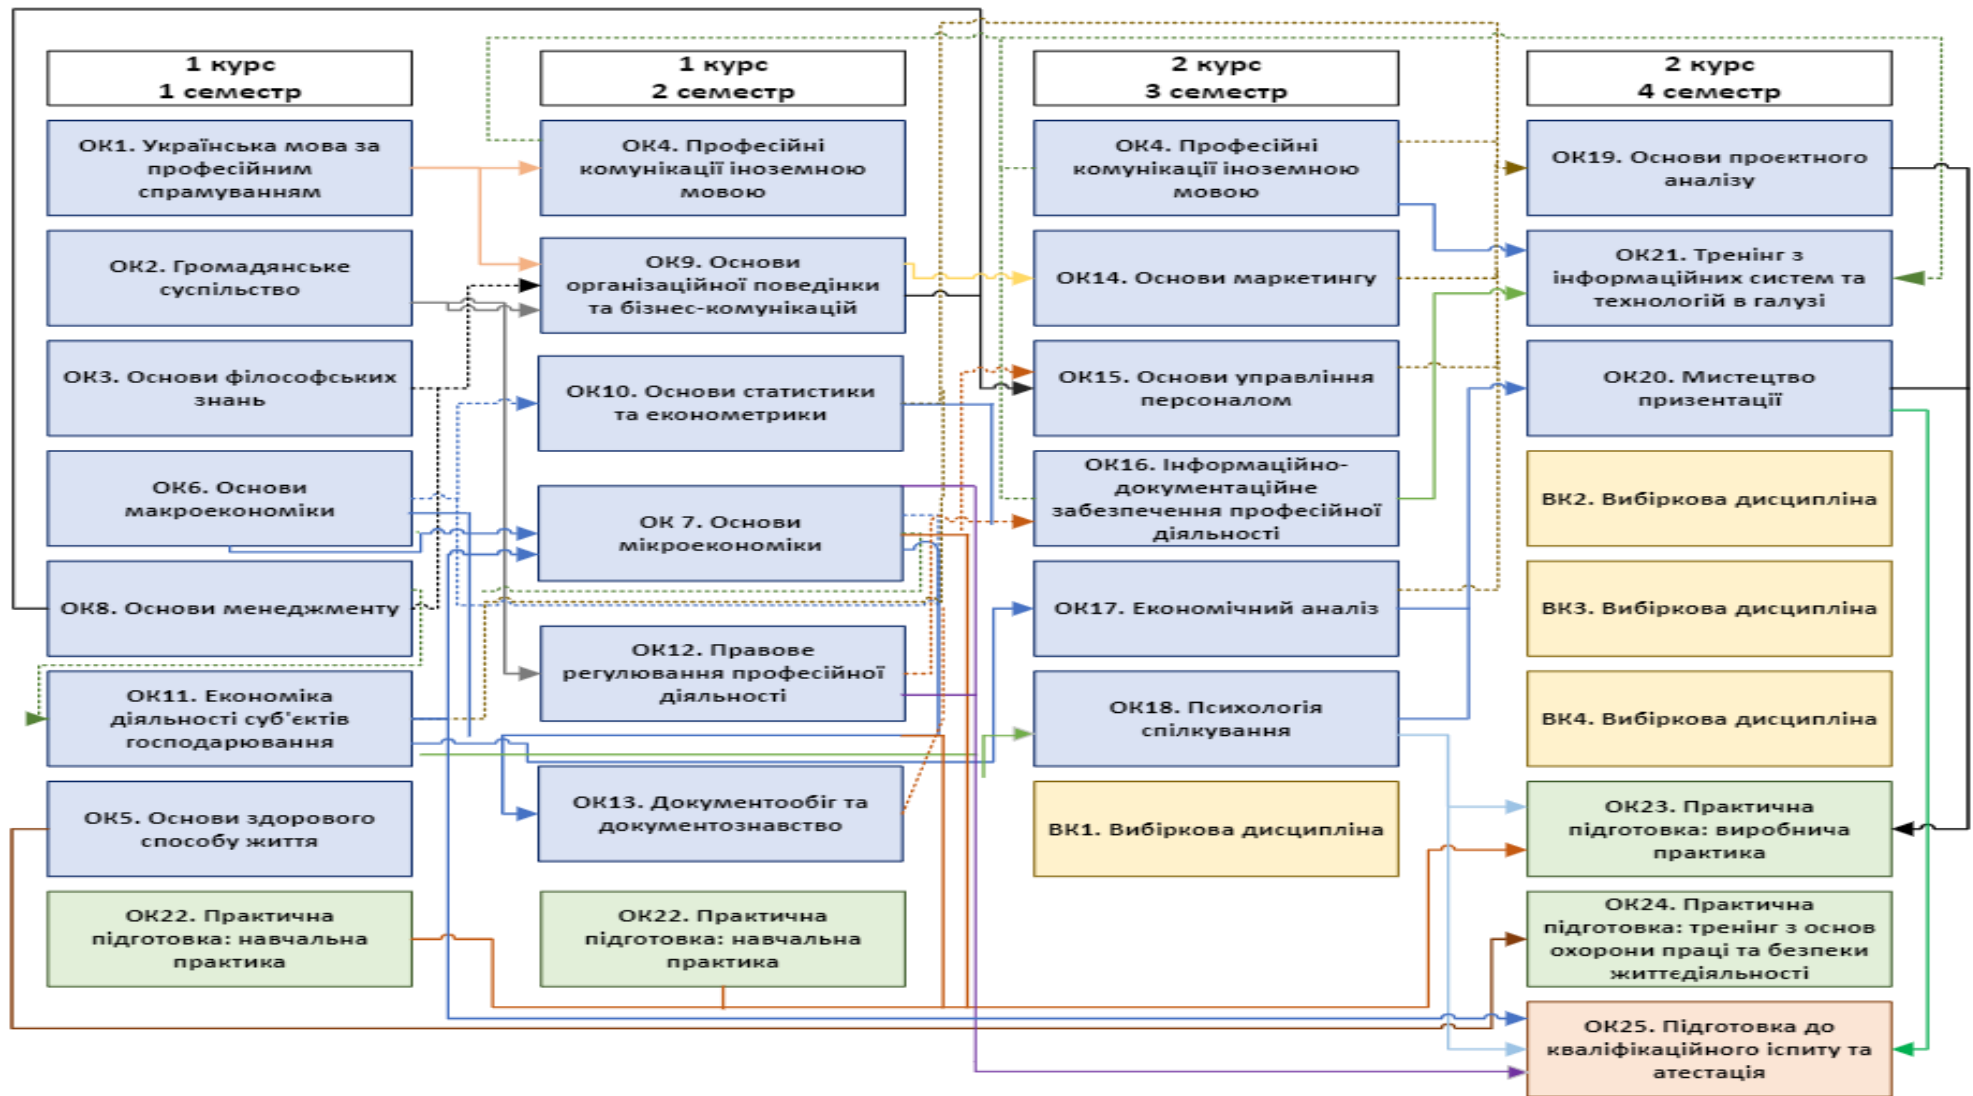 1 курс
1 семестр
ОК1. Українська мова за
професійним
спрамуванням
ОК2. Громадянське
суспільство
ОК3. Основи філософських
знань
ОК6. Основи
макроекономіки
ОК8. Основи менеджменту
ОК11. Економіка
діяльності суб'єктів
господарювання
ОК5. Основи здорового
способу життя
ОК22. Практична
підготовка: навчальна
практика
1 курс
2 семестр
ОК4. Професійні
комунікації іноземною
мовою
ОК9. Основи
організаційної поведінки
та бізнес-комунікацій
ОК10. Основи статистики
та економетрики
ОК 7. Основи
мікроекономіки
ОК12. Правове
регулювання професійної
діяльності
ОК13. Документообіг та
документознавство
ОК22. Практична
підготовка: навчальна
практика
2 курс
3 семестр
ОК4. Професійні
комунікації іноземною
мовою
ОК14. Основи маркетингу
ОК15. Основи управління
персоналом
ОК16. Інформаційно-
документаційне
забезпечення професійної
діяльності
ОК17. Економічний аналіз
ОК18. Психологія
спілкування
ВК1. Вибіркова дисципліна
2 курс
4 семестр
ОК19. Основи проєктного
аналізу
ОК21. Тренінг з
інформаційних систем та
технологій в галузі
ОК20. Мистецтво
призентації
ВК2. Вибіркова дисципліна
ВК3. Вибіркова дисципліна
ВК4. Вибіркова дисципліна
ОК23. Практична
підготовка: виробнича
практика
ОК24. Практична
підготовка: тренінг з основ
охорони праці та безпеки
життєдіяльності
ОК25. Підготовка до
кваліфікаційного іспиту та
атестація